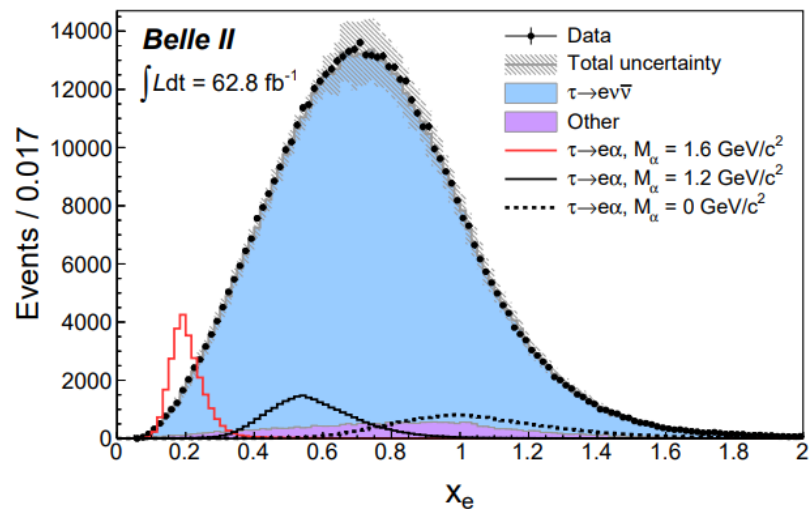 Belle II
∫Ldt = 62.8 fb⁻¹
Data
Total uncertainty
τ→eνν̄
Other
τ→eα, Mα = 1.6 GeV/c²
τ→eα, Mα = 1.2 GeV/c²
τ→eα, Mα = 0 GeV/c²
Events / 0.017
14000
12000
10000
8000
6000
4000
2000
0
0 0.2 0.4 0.6 0.8 1 1.2 1.4 1.6 1.8 2
xₑ